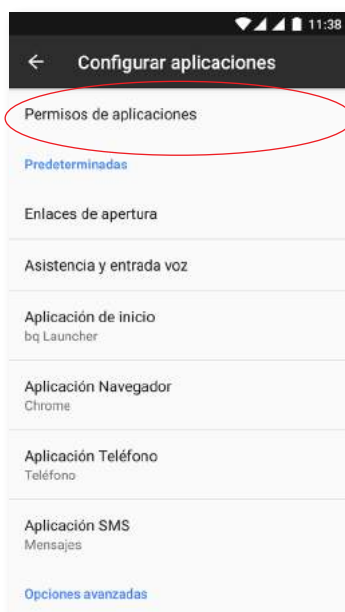 11:38
Configurar aplicaciones
Permisos de aplicaciones
Predeterminadas
Enlaces de apertura
Asistencia y entrada voz
Aplicación de inicio
bq Launcher
Aplicación Navegador
Chrome
Aplicación Teléfono
Teléfono
Aplicación SMS
Mensajes
Opciones avanzadas